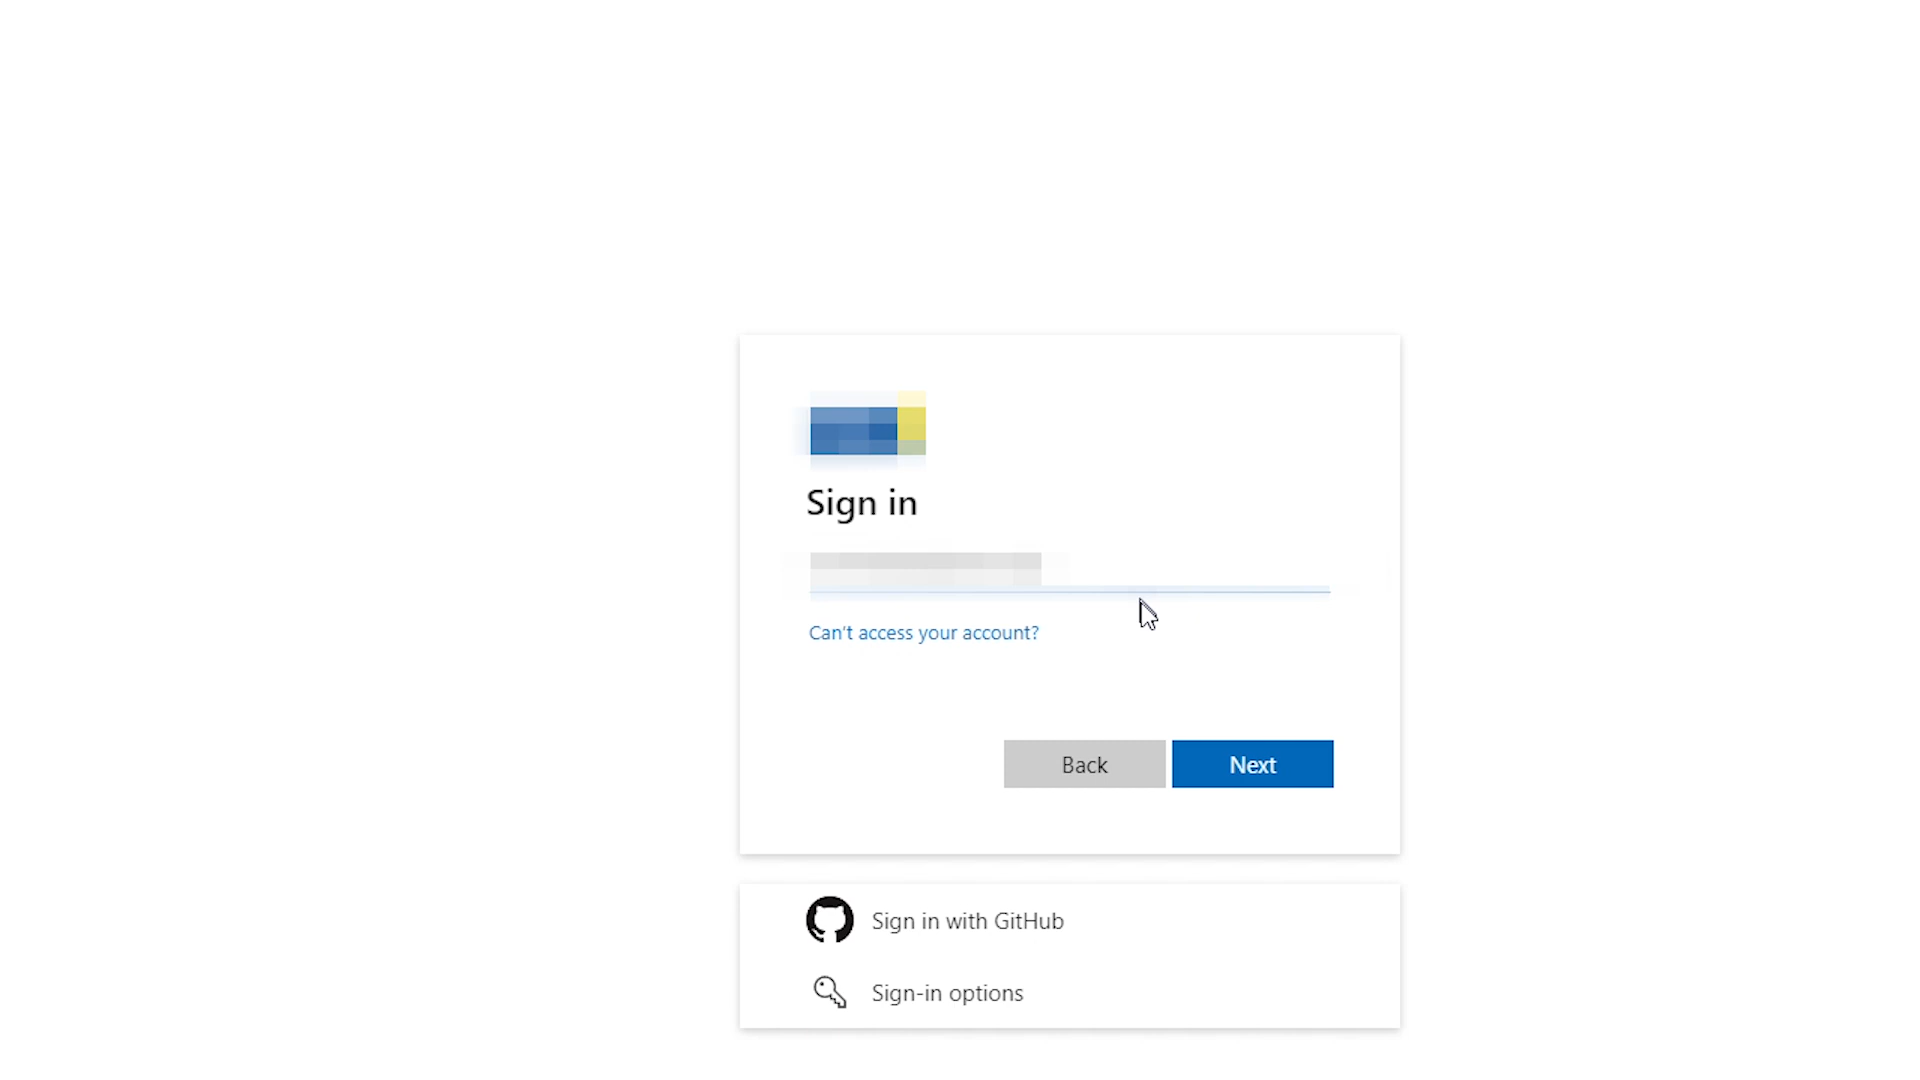 Sign in
Can't access your account?
Back
Next
Sign in with GitHub
Sign-in options